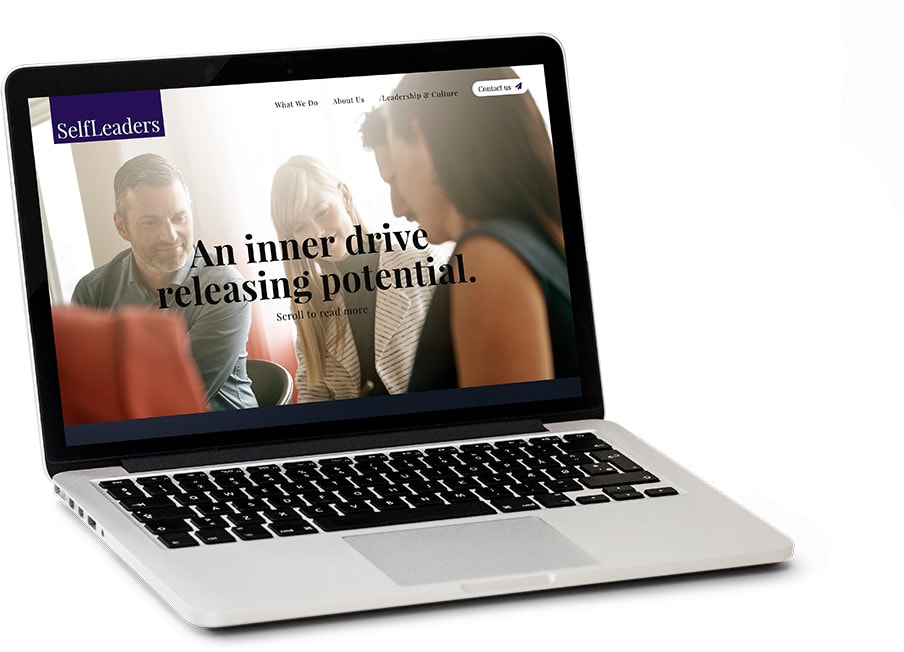 SelfLeaders
What We Do
About Us
/Leadership & Culture
Contact us
An inner drive
releasing potential.
Scroll to read more